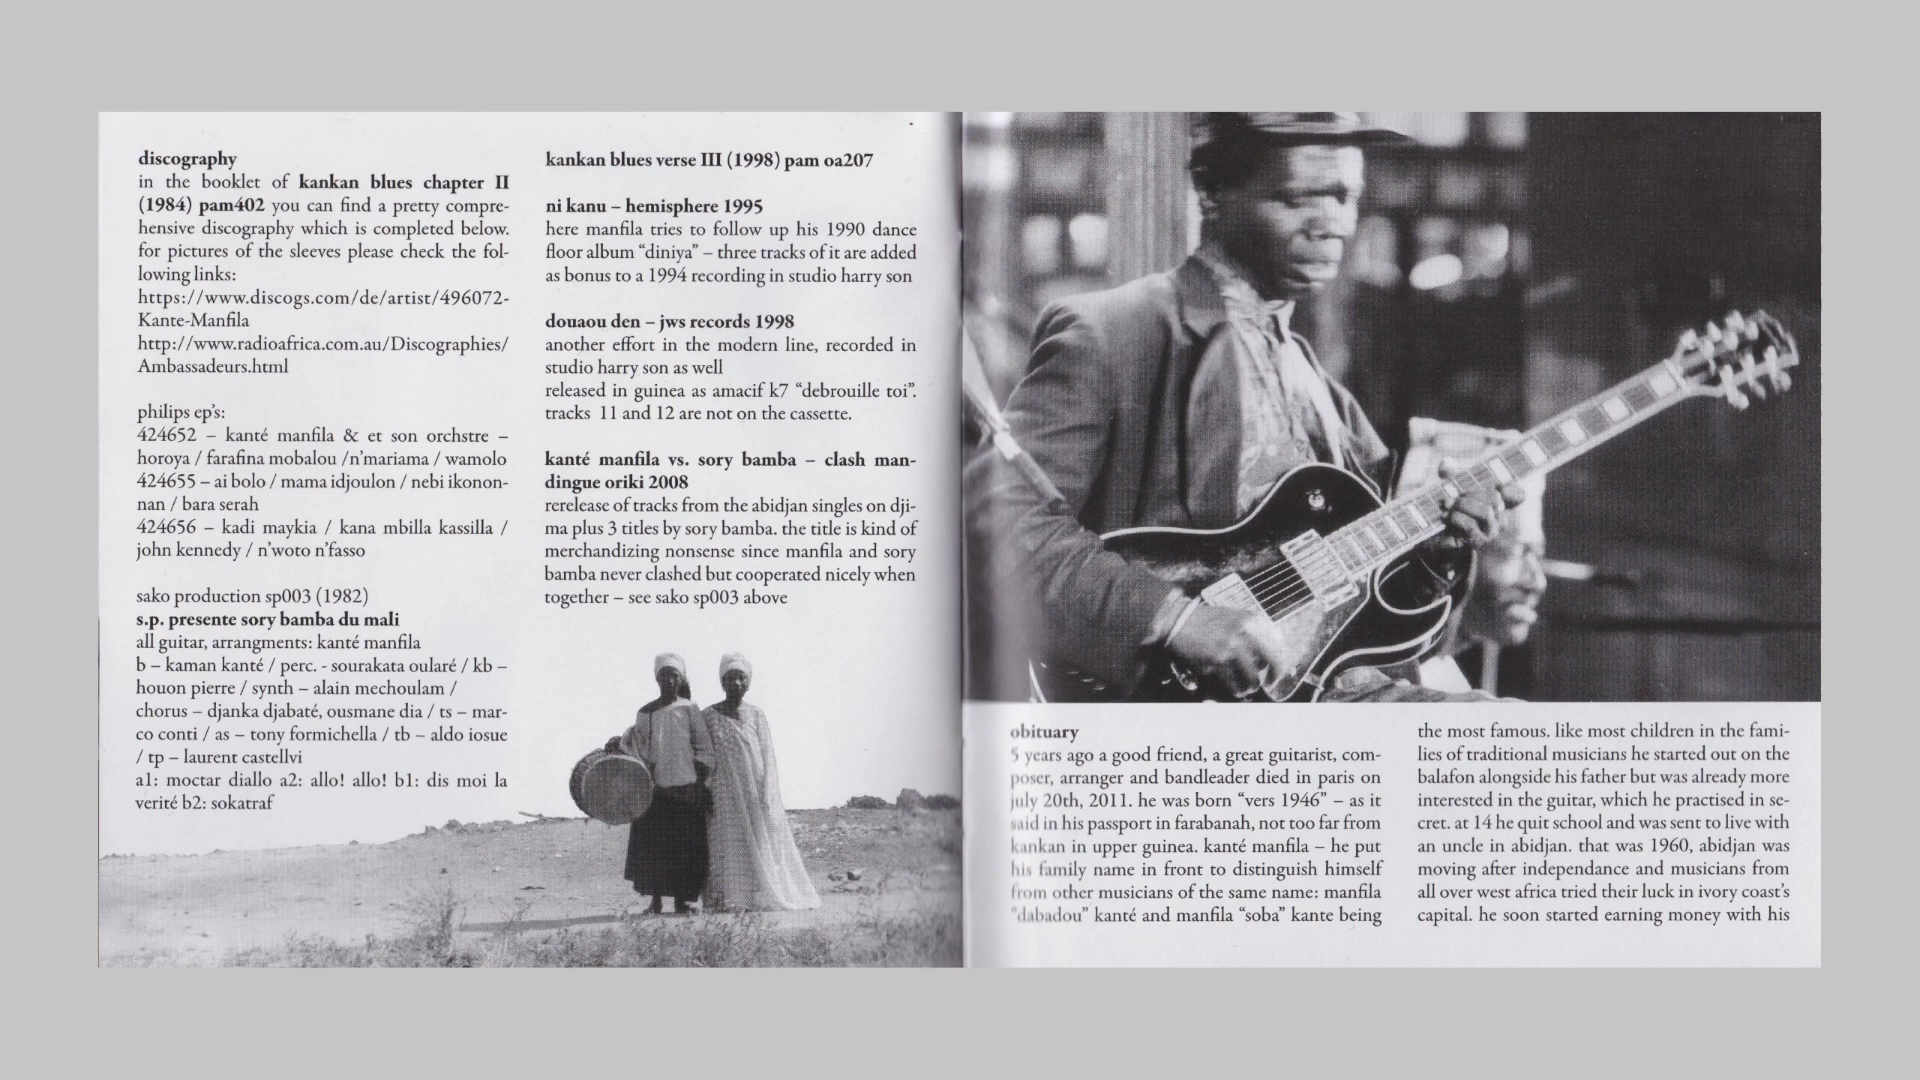 discography
in the booklet of kankan blues chapter II
(1984) pam402 you can find a pretty compre-
hensive discography which is completed below.
for pictures of the sleeves please check the fol-
lowing links:
https://www.discogs.com/de/artist/496072-
Kante-Manfila
http://www.radioafrica.com.au/Discographies/
Ambassadeurs.html
philips ep's:
424652 – kanté manfila & et son orchstre –
horoya / farafina mobalou /n'mariama / wamolo
424655 – ai bolo / mama idjoulon / nebi ikonon-
nan / bara serah
424656 – kadi maykia / kana mbilla kassilla /
john kennedy / n'woto n'fasso
sako production sp003 (1982)
s.p. presente sory bamba du mali
all guitar, arrangments: kanté manfila
b – kaman kanté / perc. - sourakata oularé / kb –
houon pierre / synth – alain mechoulam /
chorus – djanka djabaté, ousmane dia / ts – mar-
co conti / as – tony formichella / tb – aldo iosue
/ tp – laurent castellvi
a1: moctar diallo a2: allo! allo! b1: dis moi la
verité b2: sokatraf
kankan blues verse III (1998) pam oa207
ni kanu – hemisphere 1995
here manfila tries to follow up his 1990 dance
floor album “diniya” – three tracks of it are added
as bonus to a 1994 recording in studio harry son
douaou den – jws records 1998
another effort in the modern line, recorded in
studio harry son as well
released in guinea as amacif k7 “debrouille toi”.
tracks 11 and 12 are not on the cassette.
kanté manfila vs. sory bamba – clash man-
dingue oriki 2008
rerelease of tracks from the abidjan singles on dji-
ma plus 3 titles by sory bamba. the title is kind of
merchandizing nonsense since manfila and sory
bamba never clashed but cooperated nicely when
together – see sako sp003 above
obituary
5 years ago a good friend, a great guitarist, com-
poser, arranger and bandleader died in paris on
july 20th, 2011. he was born “vers 1946” – as it
said in his passport in farabanah, not too far from
kankan in upper guinea. kanté manfila – he put
his family name in front to distinguish himself
from other musicians of the same name: manfila
“dabadou” kanté and manfila “soba” kante being
the most famous. like most children in the fami-
lies of traditional musicians he started out on the
balafon alongside his father but was already more
interested in the guitar, which he practised in se-
cret. at 14 he quit school and was sent to live with
an uncle in abidjan. that was 1960, abidjan was
moving after independance and musicians from
all over west africa tried their luck in ivory coast's
capital. he soon started earning money with his